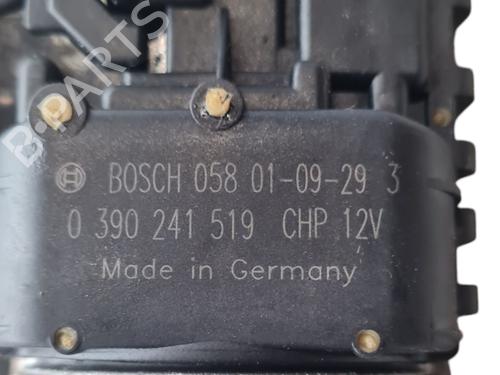 BOSCH 058 01-09-29 3
0 390 241 519 CHP 12V
Made in Germany
B-PARTS